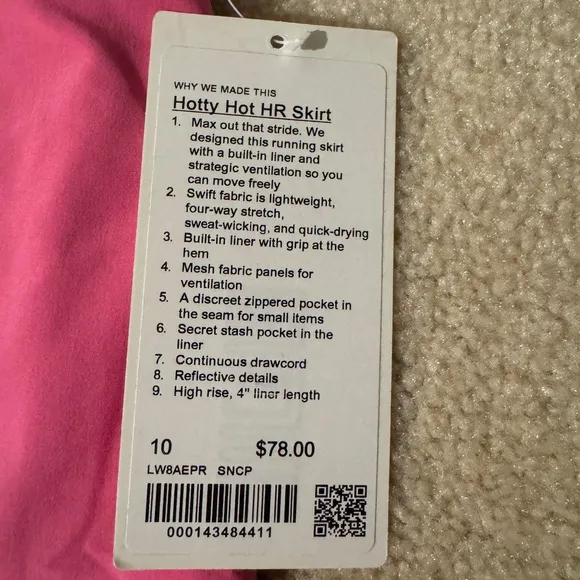 WHY WE MADE THIS
Hotty Hot HR Skirt
1. Max out that stride. We
designed this running skirt
with a built-in liner and
strategic ventilation so you
can move freely
2. Swift fabric is lightweight,
four-way stretch,
sweat-wicking, and quick-drying
3. Built-in liner with grip at the
hem
4. Mesh fabric panels for
ventilation
5. A discreet zippered pocket in
the seam for small items
6. Secret stash pocket in the
liner
7. Continuous drawcord
8. Reflective details
9. High rise, 4" liner length
10 $78.00
LW8AEPR SNCP
000143484411